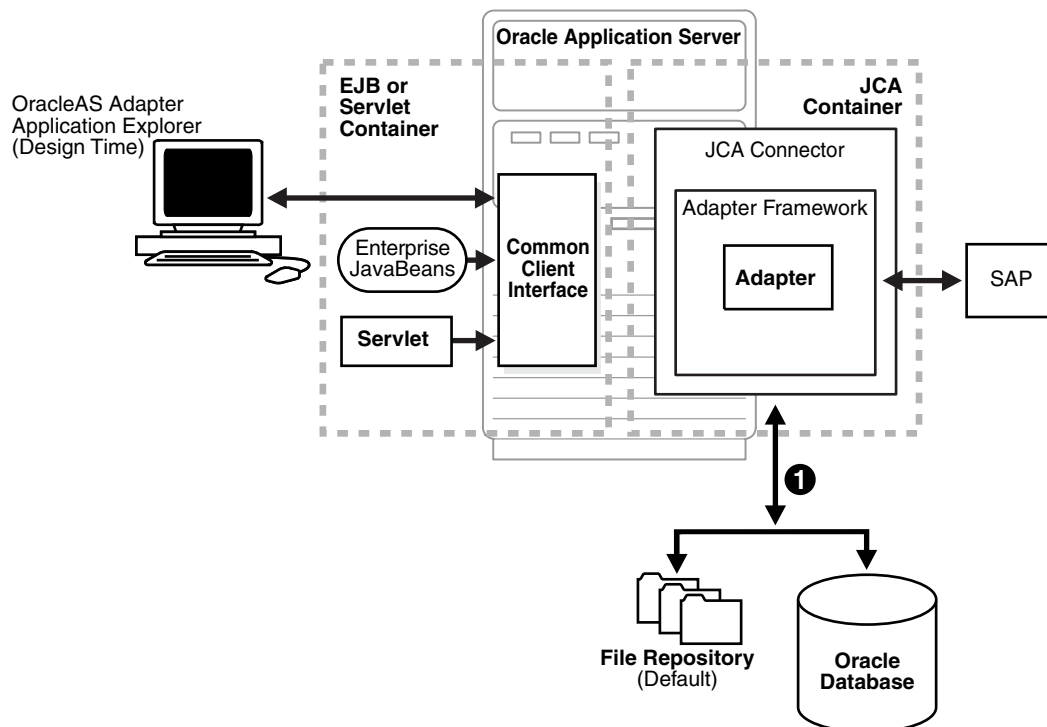 Oracle Application Server
EJB or
Servlet
Container
JCA
Container
OracleAS Adapter
Application Explorer
(Design Time)
JCA Connector
Adapter Framework
Enterprise
JavaBeans
Common
Client
Interface
Adapter
SAP
Servlet
1
File Repository
(Default)
Oracle
Database